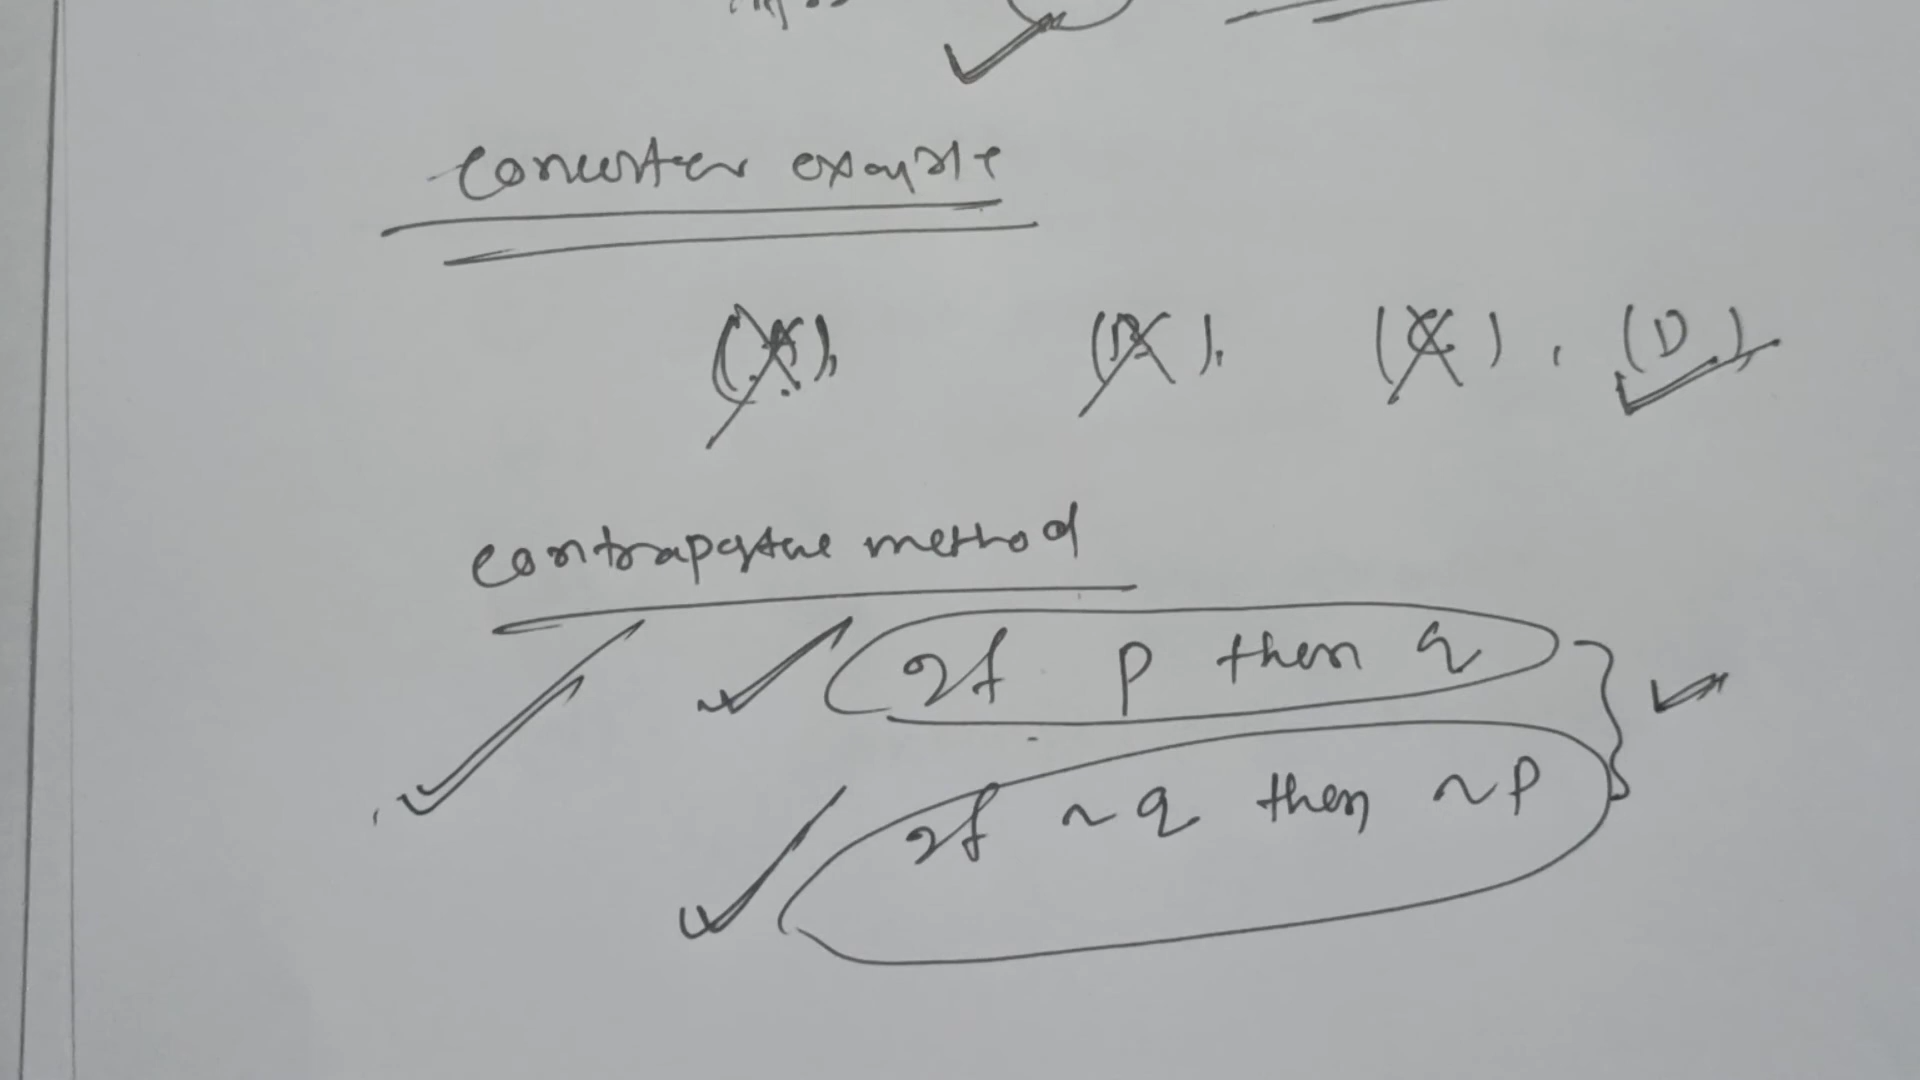 Counter example
(A), (B), (C), (D)
contrapositive method
If p then q
If ~q then ~p